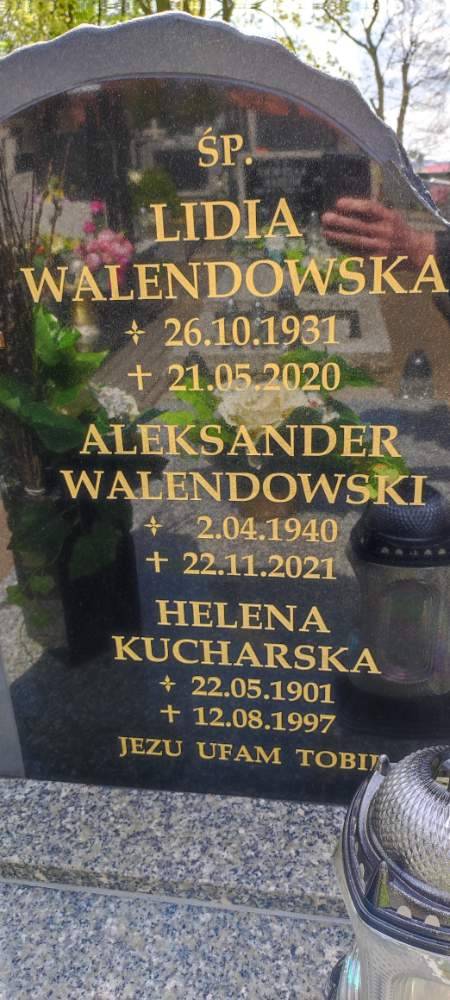 ŚP.
LIDIA
WALENDOWSKA
26.10.1931
21.05.2020
ALEKSANDER
WALENDOWSKI
2.04.1940
22.11.2021
HELENA
KUCHARSKA
22.05.1901
12.08.1997
JEZU UFAM TOBIE